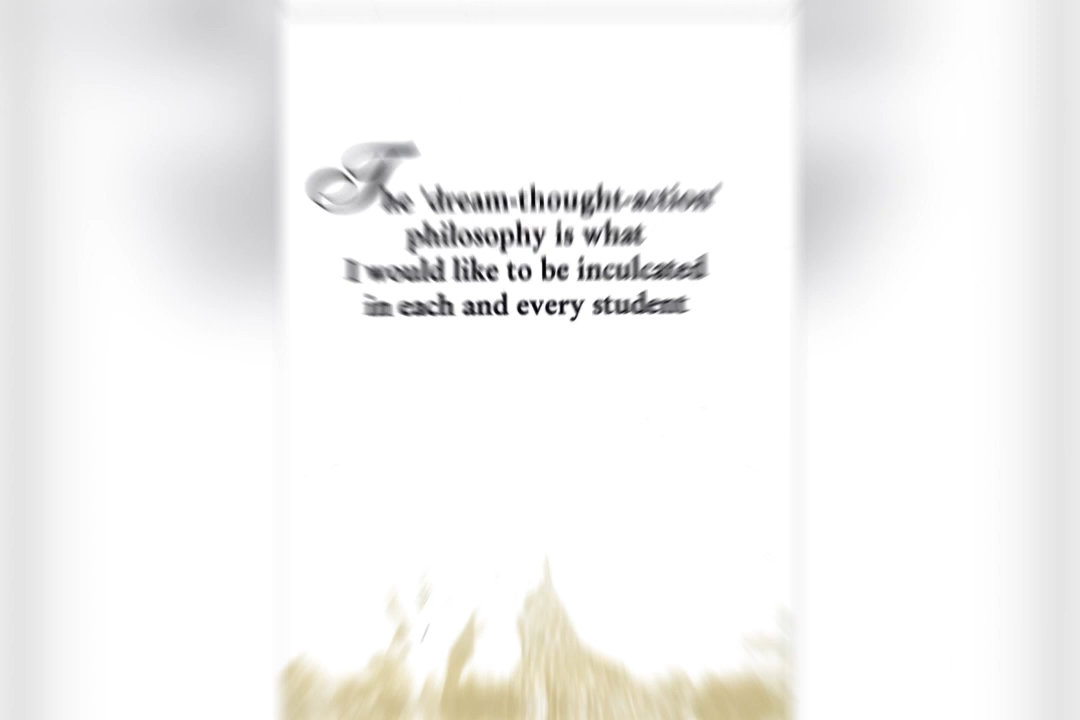 The 'dream-thought-action'
philosophy is what
I would like to be inculcated
in each and every student